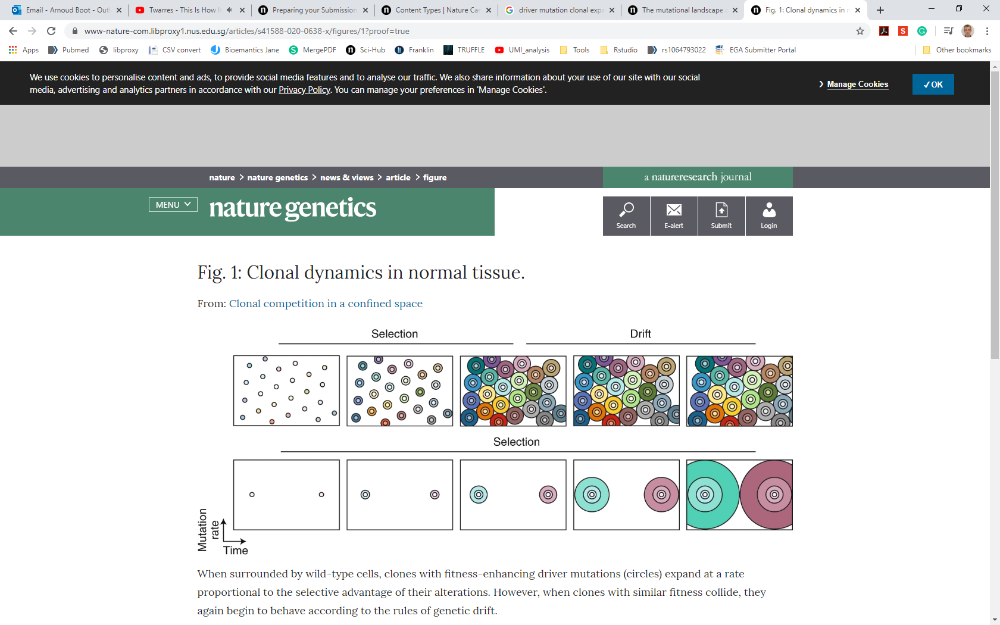 Email - Arnoud Boot - Outl
Twarres - This Is How I
Preparing your Submission
Content Types | Nature Car
driver mutation clonal expa
The mutational landscape
Fig. 1: Clonal dynamics in n
www-nature-com.libproxy1.nus.edu.sg/articles/s41588-020-0638-x/figures/1?proof=true
Apps
Pubmed
libproxy
CSV convert
Bioemantics Jane
MergePDF
Sci-Hub
Franklin
TRUFFLE
UMI_analysis
Tools
Rstudio
rs1064793022
EGA Submitter Portal
Other bookmarks
We use cookies to personalise content and ads, to provide social media features and to analyse our traffic. We also share information about your use of our site with our social
media, advertising and analytics partners in accordance with our Privacy Policy. You can manage your preferences in 'Manage Cookies'.
Manage Cookies
✓OK
nature > nature genetics > news & views > article > figure
a natureresearch journal
MENU
nature genetics
Search
E-alert
Submit
Login
Fig. 1: Clonal dynamics in normal tissue.
From: Clonal competition in a confined space
Selection
Drift
Selection
Mutation
rate
Time
When surrounded by wild-type cells, clones with fitness-enhancing driver mutations (circles) expand at a rate
proportional to the selective advantage of their alterations. However, when clones with similar fitness collide, they
again begin to behave according to the rules of genetic drift.